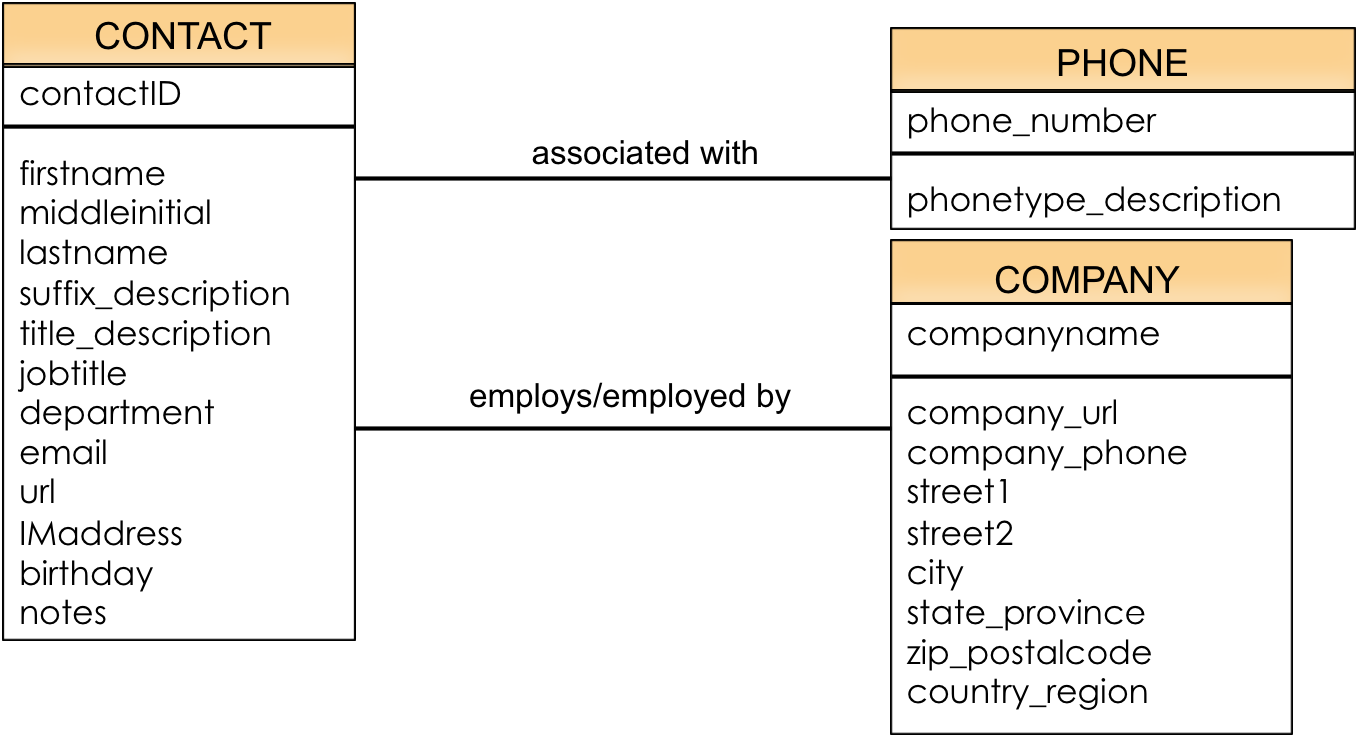 CONTACT
contactID
firstname
middleinitial
lastname
suffix_description
title_description
jobtitle
department
email
url
IMaddress
birthday
notes
associated with
employs/employed by
PHONE
phone_number
phonetype_description
COMPANY
companyname
company_url
company_phone
street1
street2
city
state_province
zip_postalcode
country_region